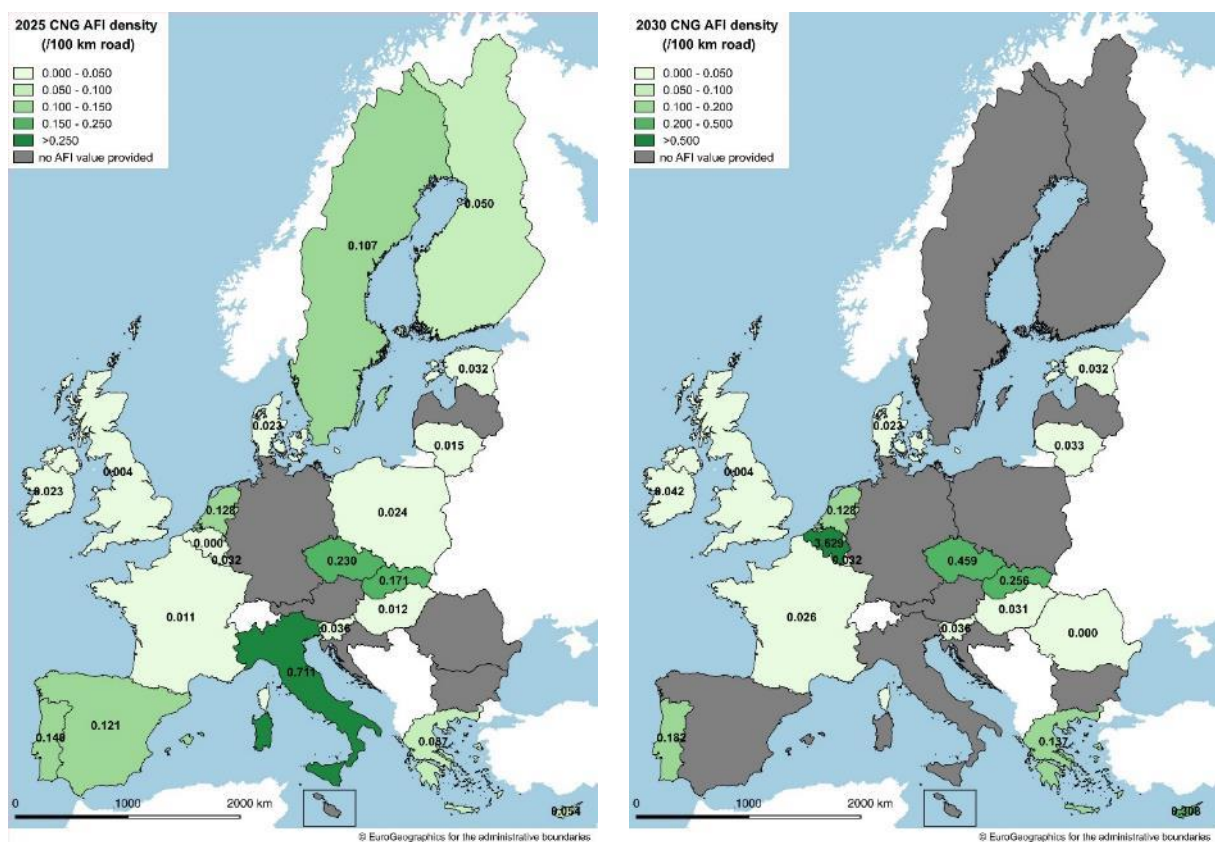 2025 CNG AFI density
(/100 km road)
0.000 - 0.050
0.050 - 0.100
0.100 - 0.150
0.150 - 0.250
>0.250
no AFI value provided
0.050
0.107
0.032
0.023
0.015
0.004
0.023
0.128
0.024
0.000
0.032
0.230
0.171
0.012
0.011
0.036
0.711
0.121
0.148
0.087
0.054
0
1000
2000 km
© EuroGeographics for the administrative boundaries
2030 CNG AFI density
(/100 km road)
0.000 - 0.050
0.050 - 0.100
0.100 - 0.200
0.200 - 0.500
>0.500
no AFI value provided
0.032
0.023
0.033
0.004
0.042
0.128
3.629
0.032
0.459
0.256
0.031
0.026
0.036
0.000
0.182
0.137
0.308
0
1000
2000 km
© EuroGeographics for the administrative boundaries